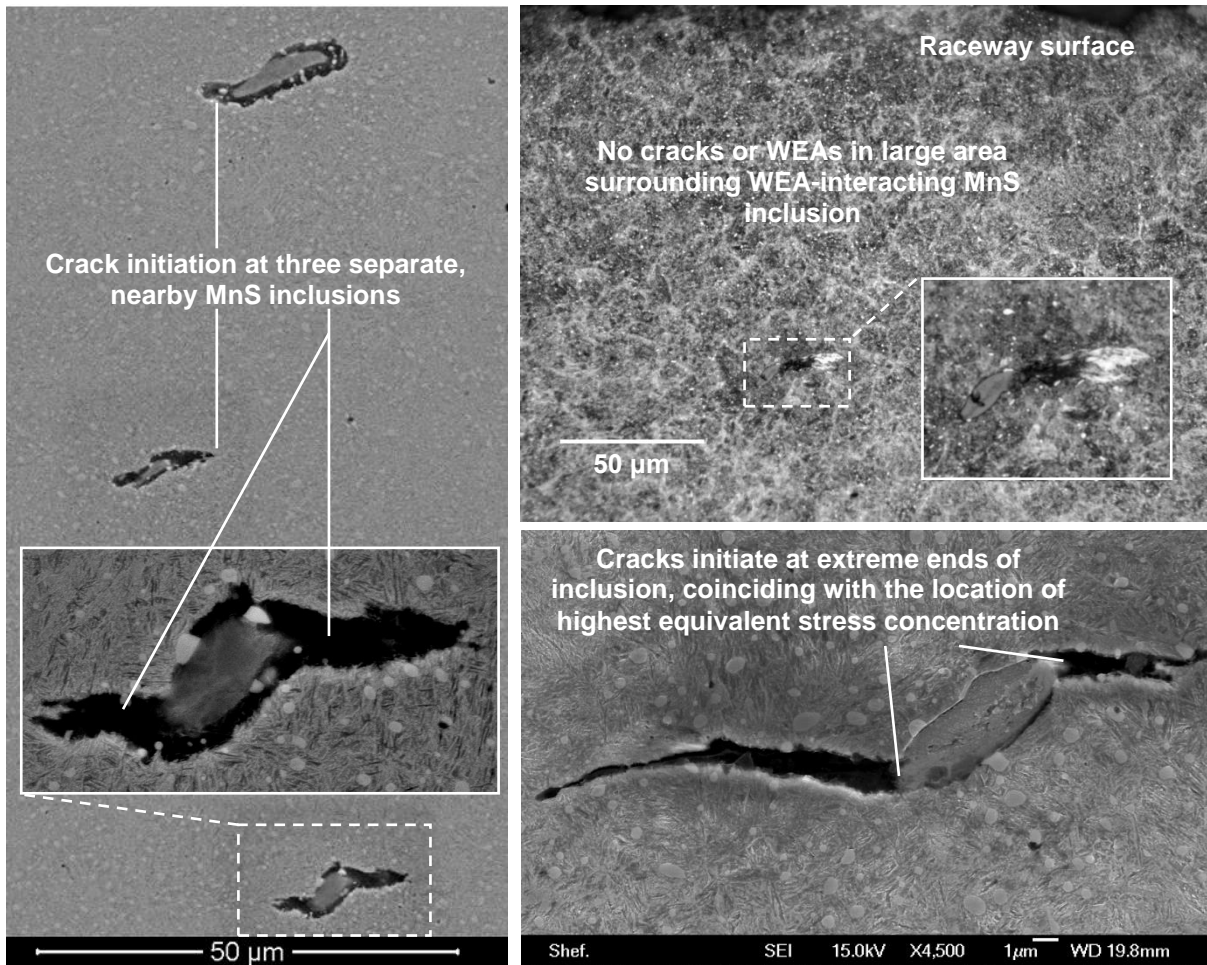 Crack initiation at three separate,
nearby MnS inclusions
50 µm
Raceway surface
No cracks or WEAs in large area
surrounding WEA-interacting MnS
inclusion
50 µm
Cracks initiate at extreme ends of
inclusion, coinciding with the location of
highest equivalent stress concentration
Shef. SEI 15.0kV X4,500 1µm WD 19.8mm